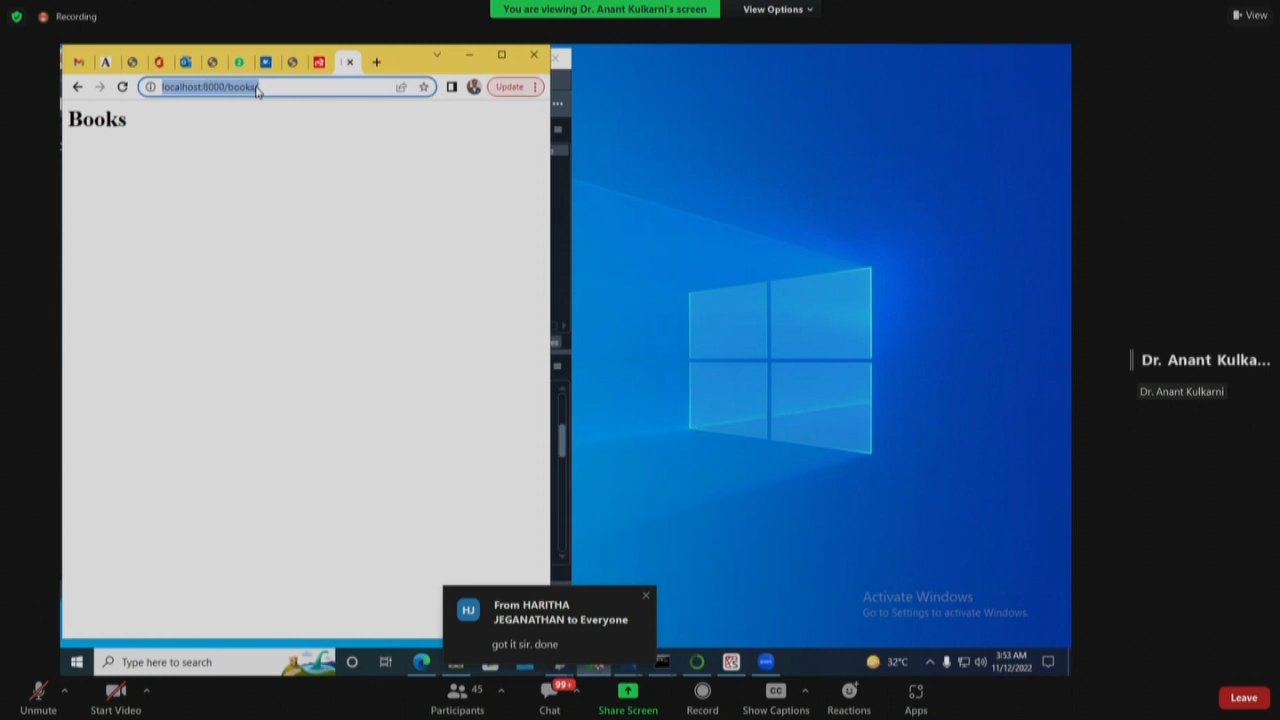 Recording
You are viewing Dr. Anant Kulkarni's screen
View Options
View
localhost:8000/books/
Update
Books
Dr. Anant Kulka...
Dr. Anant Kulkarni
Activate Windows
Go to Settings to activate Windows.
HJ
From HARITHA
JEGANATHAN to Everyone
got it sir. done
Type here to search
32°C
3:53 AM
11/12/2022
Unmute
Start Video
Participants
45
Chat
99+
Share Screen
Record
CC
Show Captions
Reactions
Apps
Leave